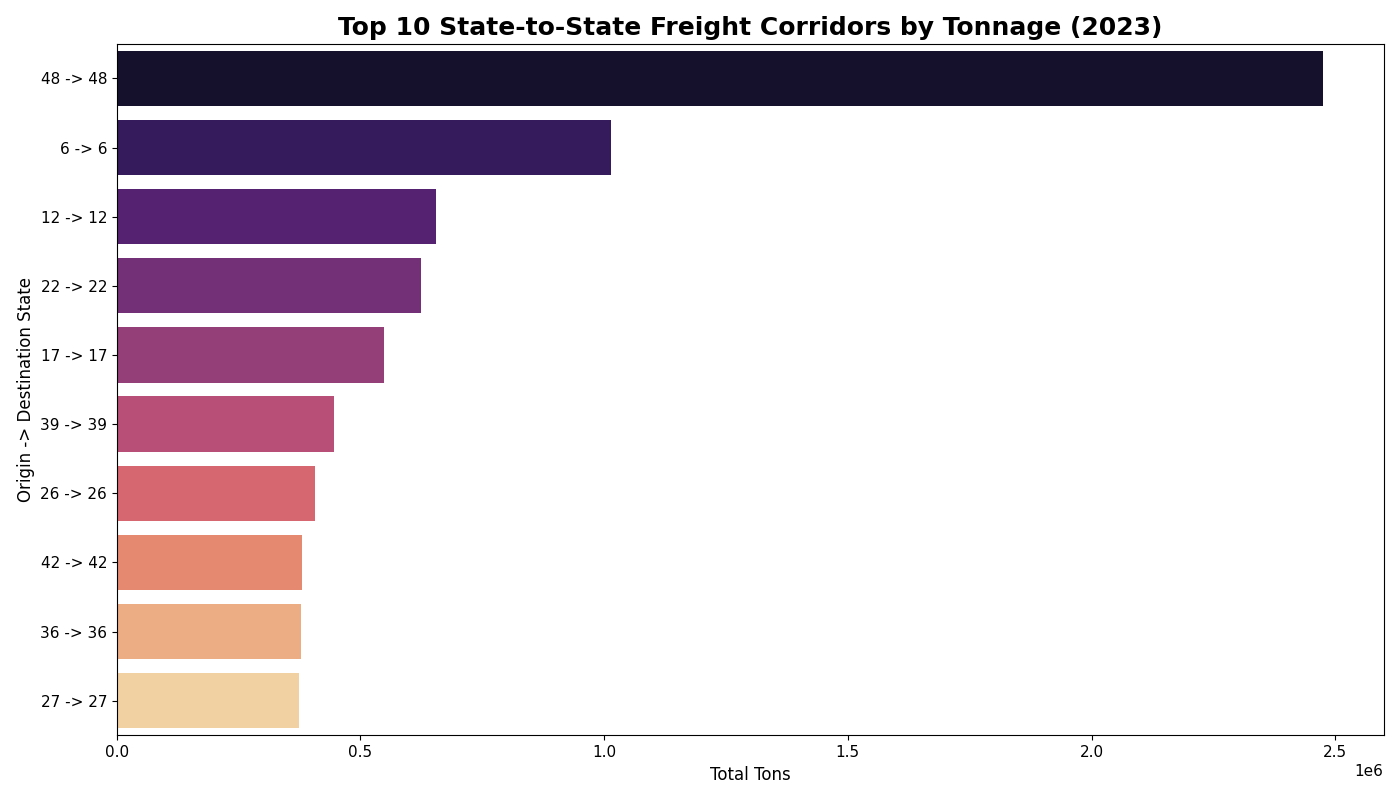 Top 10 State-to-State Freight Corridors by Tonnage (2023)
Origin -> Destination State
48 -> 48
6 -> 6
12 -> 12
22 -> 22
17 -> 17
39 -> 39
26 -> 26
42 -> 42
36 -> 36
27 -> 27
0.0 0.5 1.0 1.5 2.0 2.5
1e6
Total Tons